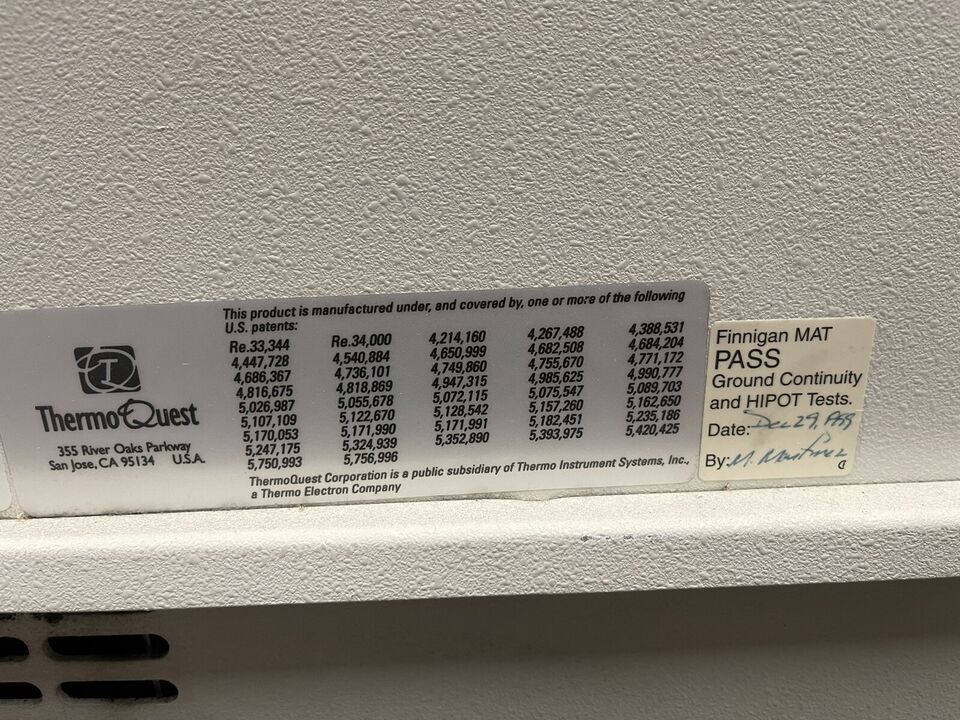 This product is manufactured under, and covered by, one or more of the following
U.S. patents:
Re.33,344 Re.34,000 4,214,160 4,267,488 4,388,531
4,447,728 4,540,884 4,650,999 4,682,508 4,684,204
4,686,367 4,736,101 4,749,860 4,755,670 4,771,172
4,816,675 4,818,869 4,947,315 4,985,625 4,990,777
5,026,987 5,055,678 5,072,115 5,075,547 5,089,703
5,107,109 5,122,670 5,128,542 5,157,260 5,162,650
5,170,053 5,171,990 5,171,991 5,182,451 5,235,186
5,247,175 5,324,939 5,352,890 5,393,975 5,420,425
5,750,993 5,756,996
ThermoQuest Corporation is a public subsidiary of Thermo Instrument Systems, Inc.,
a Thermo Electron Company
TQ
ThermoQuest
355 River Oaks Parkway
San Jose, CA 95134 U.S.A.
Finnigan MAT
PASS
Ground Continuity
and HIPOT Tests.
Date: Dec 29,
By: M. Martinez